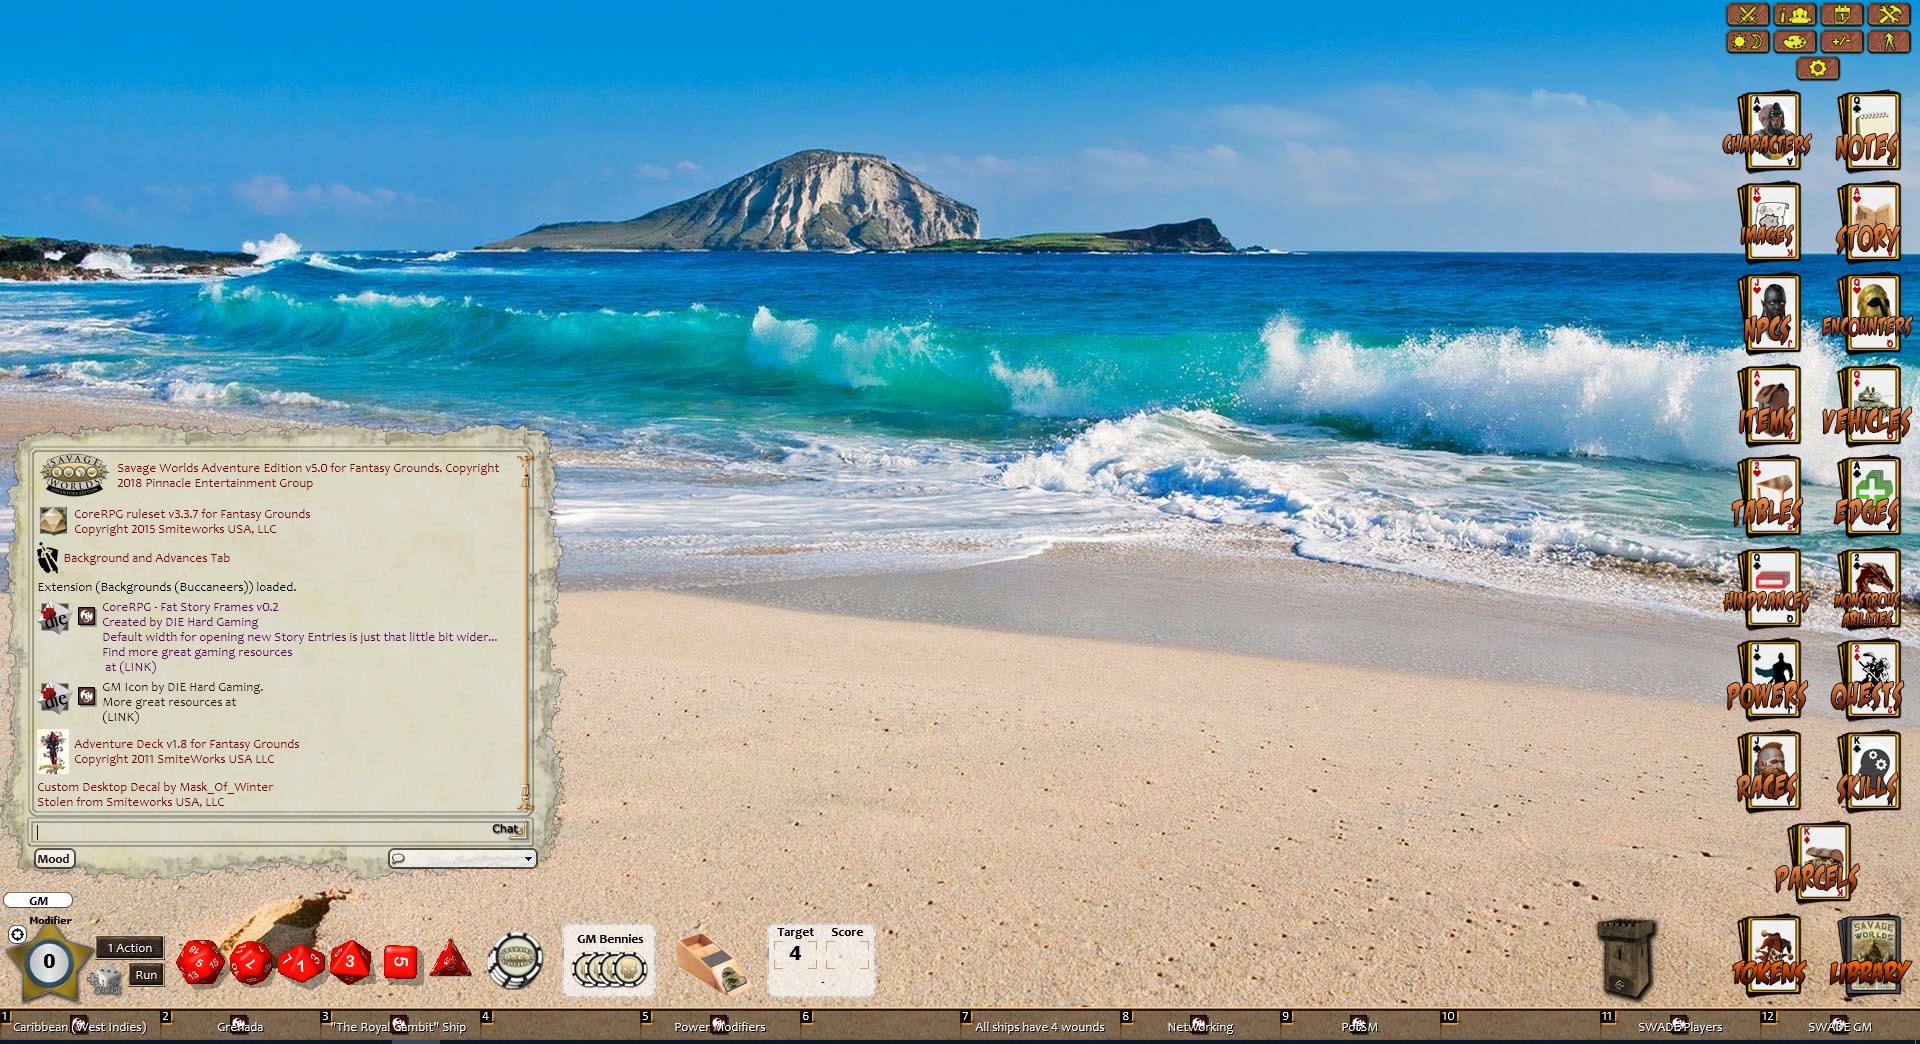 CHARACTERS
NOTES
IMAGES
STORY
NPCS
ENCOUNTERS
ITEMS
VEHICLES
TABLES
EDGES
HINDRANCES
MONSTROUS
ABILITIES
POWERS
QUESTS
RACES
SKILLS
PARCELS
TOKENS
SAVAGE
WORLDS
LIBRARY
SAVAGE
WORLDS
Savage Worlds Adventure Edition v5.0 for Fantasy Grounds. Copyright
2018 Pinnacle Entertainment Group
CoreRPG ruleset v3.3.7 for Fantasy Grounds
Copyright 2015 Smiteworks USA, LLC
Background and Advances Tab
Extension (Backgrounds (Buccaneers)) loaded.
die
CoreRPG - Fat Story Frames v0.2
Created by DIE Hard Gaming
Default width for opening new Story Entries is just that little bit wider...
Find more great gaming resources
at (LINK)
die
GM Icon by DIE Hard Gaming.
More great resources at
(LINK)
Adventure Deck v1.8 for Fantasy Grounds
Copyright 2011 SmiteWorks USA LLC
Custom Desktop Decal by Mask_Of_Winter
Stolen from Smiteworks USA, LLC
Chat
Mood
GM
Modifier
0
1 Action
Run
GM Bennies
Target Score
4
-
1 Caribbean (West Indies)
2 Grenada
3 "The Royal Gambit" Ship
4
5 Power Modifiers
6
7 All ships have 4 wounds
8 Networking
9 PotSM
10
11 SWADE Players
12 SWADE GM